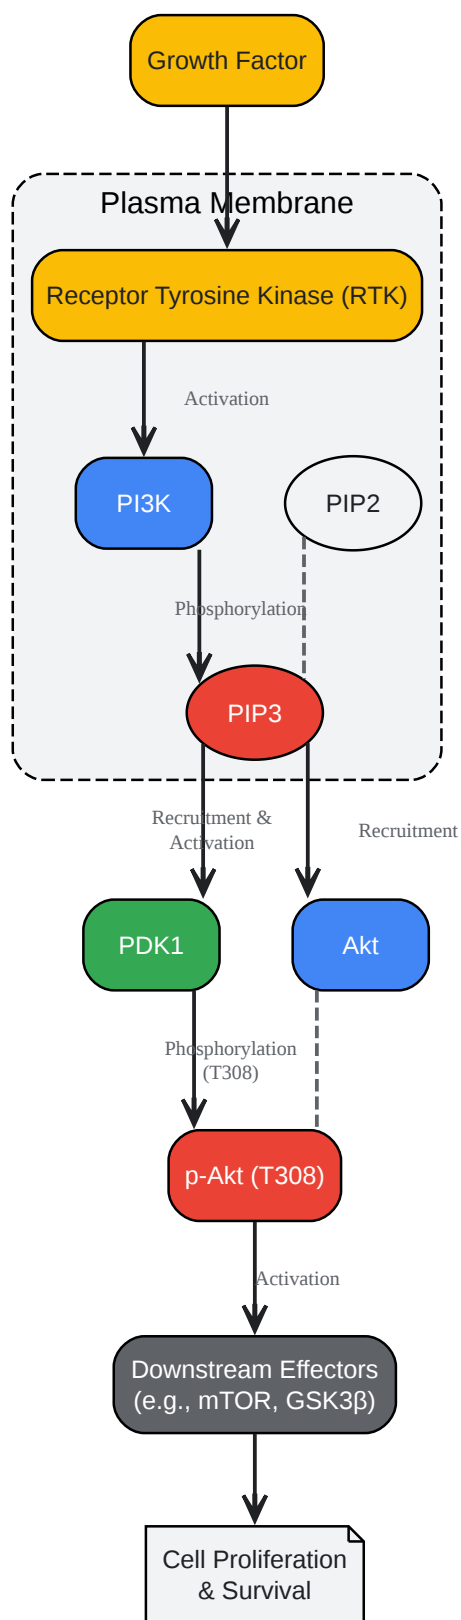 Growth Factor
Plasma Membrane
Receptor Tyrosine Kinase (RTK)
Activation
PI3K
PIP2
Phosphorylation
PIP3
Recruitment &
Activation
Recruitment
PDK1
Akt
Phosphorylation
(T308)
p-Akt (T308)
Activation
Downstream Effectors
(e.g., mTOR, GSK3β)
Cell Proliferation
& Survival